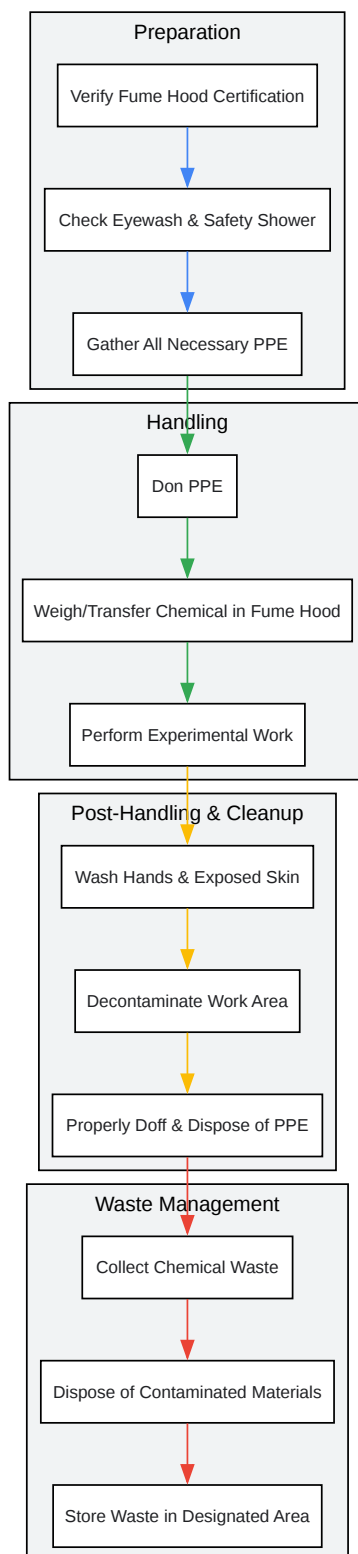 Preparation
Verify Fume Hood Certification
Check Eyewash & Safety Shower
Gather All Necessary PPE
Handling
Don PPE
Weigh/Transfer Chemical in Fume Hood
Perform Experimental Work
Post-Handling & Cleanup
Wash Hands & Exposed Skin
Decontaminate Work Area
Properly Doff & Dispose of PPE
Waste Management
Collect Chemical Waste
Dispose of Contaminated Materials
Store Waste in Designated Area